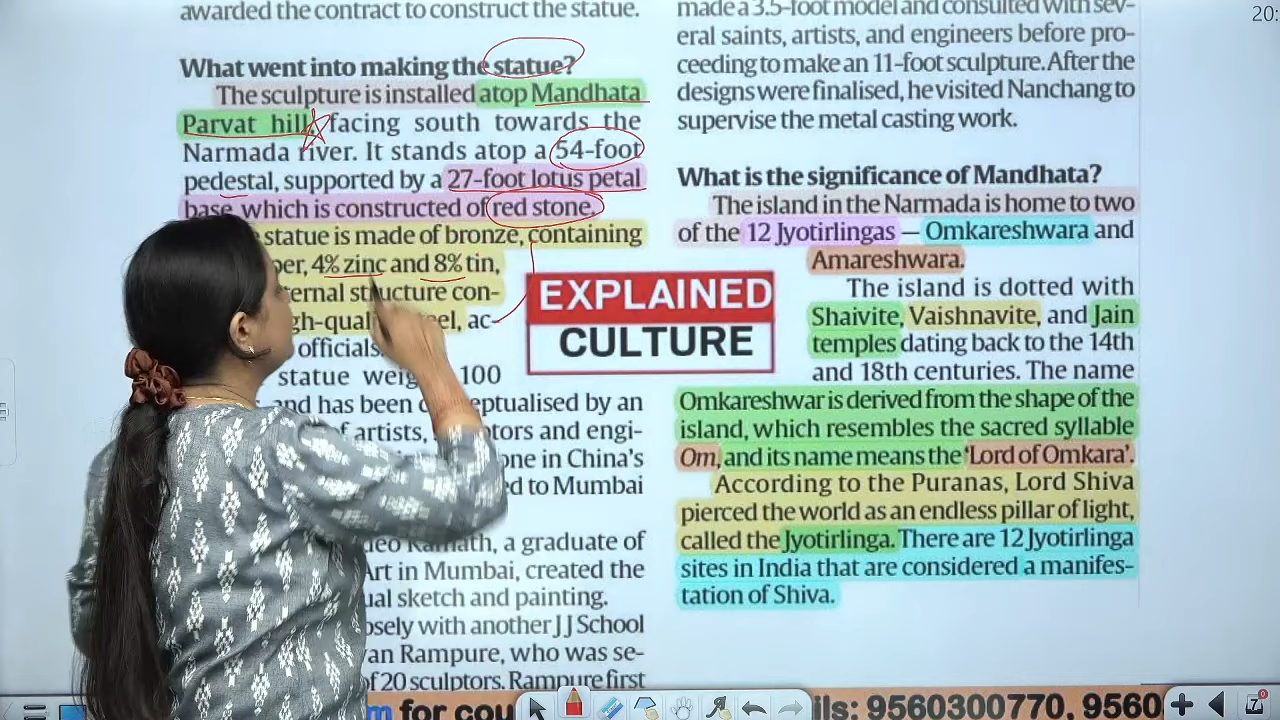 awarded the contract to construct the statue.
What went into making the statue?
The sculpture is installed atop Mandhata
Parvat hill, facing south towards the
Narmada river. It stands atop a 54-foot
pedestal, supported by a 27-foot lotus petal
base, which is constructed of red stone.
statue is made of bronze, containing
4% zinc and 8% tin,
structure con-
ac-
officials.
statue 100
and has been by an
artists, and engi-
one in China's
to Mumbai
a graduate of
Art in Mumbai, created the
sketch and painting.
with another J J School
Rampure, who was se-
of 20 sculptors. Rampure first
EXPLAINED
CULTURE
made a 3.5-foot model and consulted with sev-
eral saints, artists, and engineers before pro-
ceeding to make an 11-foot sculpture. After the
designs were finalised, he visited Nanchang to
supervise the metal casting work.
What is the significance of Mandhata?
The island in the Narmada is home to two
of the 12 Jyotirlingas — Omkareshwara and
Amareshwara.
The island is dotted with
Shaivite, Vaishnavite, and Jain
temples dating back to the 14th
and 18th centuries. The name
Omkareshwar is derived from the shape of the
island, which resembles the sacred syllable
Om, and its name means the 'Lord of Omkara'.
According to the Puranas, Lord Shiva
pierced the world as an endless pillar of light,
called the Jyotirlinga. There are 12 Jyotirlinga
sites in India that are considered a manifes-
tation of Shiva.
20:
for cou ils: 9560300770, 9560